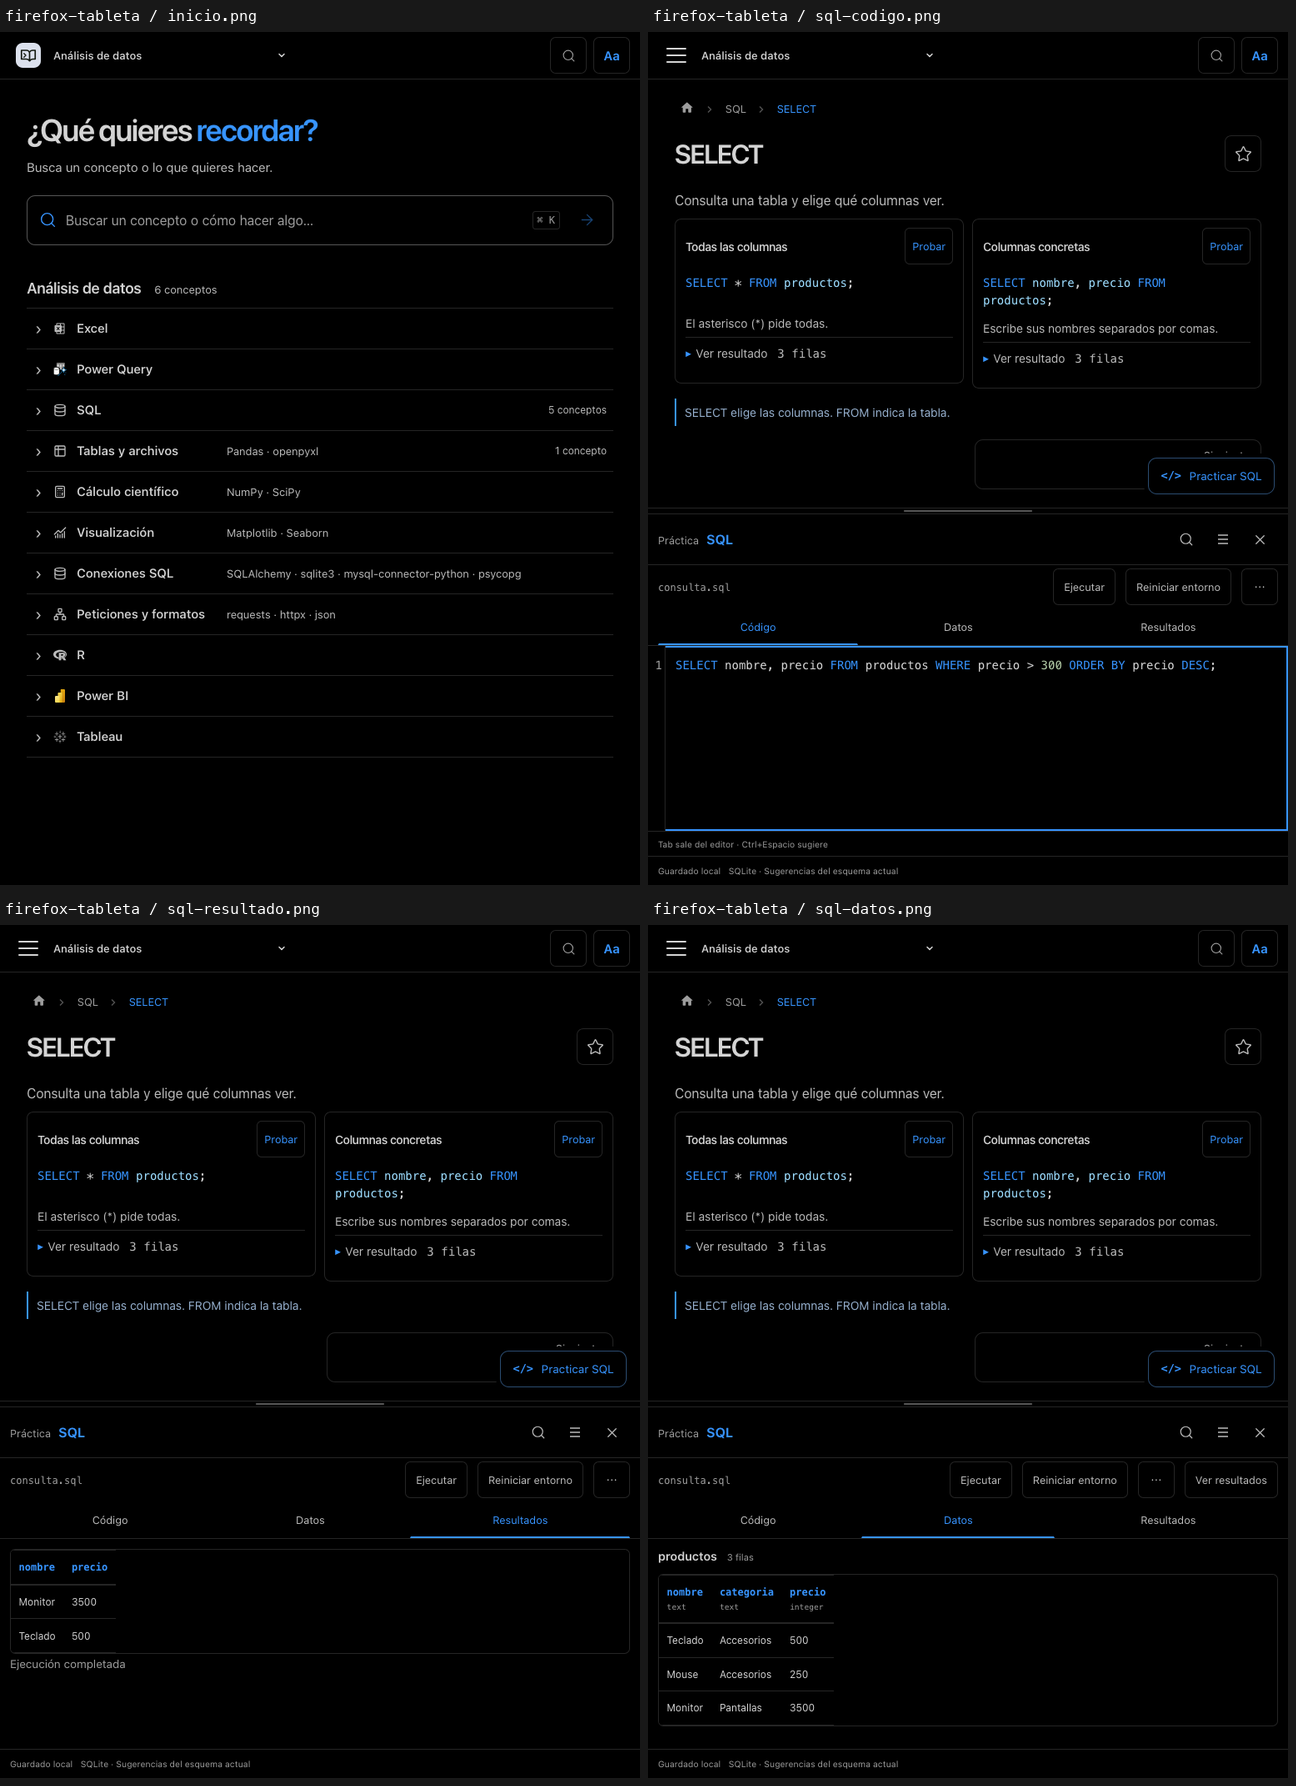 firefox-tableta / inicio.png
Análisis de datos
Aa
¿Qué quieres recordar?
Busca un concepto o lo que quieres hacer.
Buscar un concepto o cómo hacer algo...
⌘ K
Análisis de datos 6 conceptos
Excel
Power Query
SQL 5 conceptos
Tablas y archivos Pandas · openpyxl 1 concepto
Cálculo científico NumPy · SciPy
Visualización Matplotlib · Seaborn
Conexiones SQL SQLAlchemy · sqlite3 · mysql-connector-python · psycopg
Peticiones y formatos requests · httpx · json
R
Power BI
Tableau
firefox-tableta / sql-codigo.png
Análisis de datos
Aa
SQL > SELECT
SELECT
Consulta una tabla y elige qué columnas ver.
Todas las columnas
Probar
SELECT * FROM productos;
El asterisco (*) pide todas.
Ver resultado 3 filas
Columnas concretas
Probar
SELECT nombre, precio FROM
productos;
Escribe sus nombres separados por comas.
Ver resultado 3 filas
SELECT elige las columnas. FROM indica la tabla.
</> Practicar SQL
Práctica SQL
consulta.sql
Ejecutar
Reiniciar entorno
...
Código
Datos
Resultados
1 SELECT nombre, precio FROM productos WHERE precio > 300 ORDER BY precio DESC;
Tab sale del editor · Ctrl+Espacio sugiere
Guardado local SQLite · Sugerencias del esquema actual
firefox-tableta / sql-resultado.png
Análisis de datos
Aa
SQL > SELECT
SELECT
Consulta una tabla y elige qué columnas ver.
Todas las columnas
Probar
SELECT * FROM productos;
El asterisco (*) pide todas.
Ver resultado 3 filas
Columnas concretas
Probar
SELECT nombre, precio FROM
productos;
Escribe sus nombres separados por comas.
Ver resultado 3 filas
SELECT elige las columnas. FROM indica la tabla.
</> Practicar SQL
Práctica SQL
consulta.sql
Ejecutar
Reiniciar entorno
...
Código
Datos
Resultados
nombre precio
Monitor 3500
Teclado 500
Ejecución completada
Guardado local SQLite · Sugerencias del esquema actual
firefox-tableta / sql-datos.png
Análisis de datos
Aa
SQL > SELECT
SELECT
Consulta una tabla y elige qué columnas ver.
Todas las columnas
Probar
SELECT * FROM productos;
El asterisco (*) pide todas.
Ver resultado 3 filas
Columnas concretas
Probar
SELECT nombre, precio FROM
productos;
Escribe sus nombres separados por comas.
Ver resultado 3 filas
SELECT elige las columnas. FROM indica la tabla.
</> Practicar SQL
Práctica SQL
consulta.sql
Ejecutar
Reiniciar entorno
...
Ver resultados
Código
Datos
Resultados
productos 3 filas
nombre categoria precio
text text integer
Teclado Accesorios 500
Mouse Accesorios 250
Monitor Pantallas 3500
Guardado local SQLite · Sugerencias del esquema actual